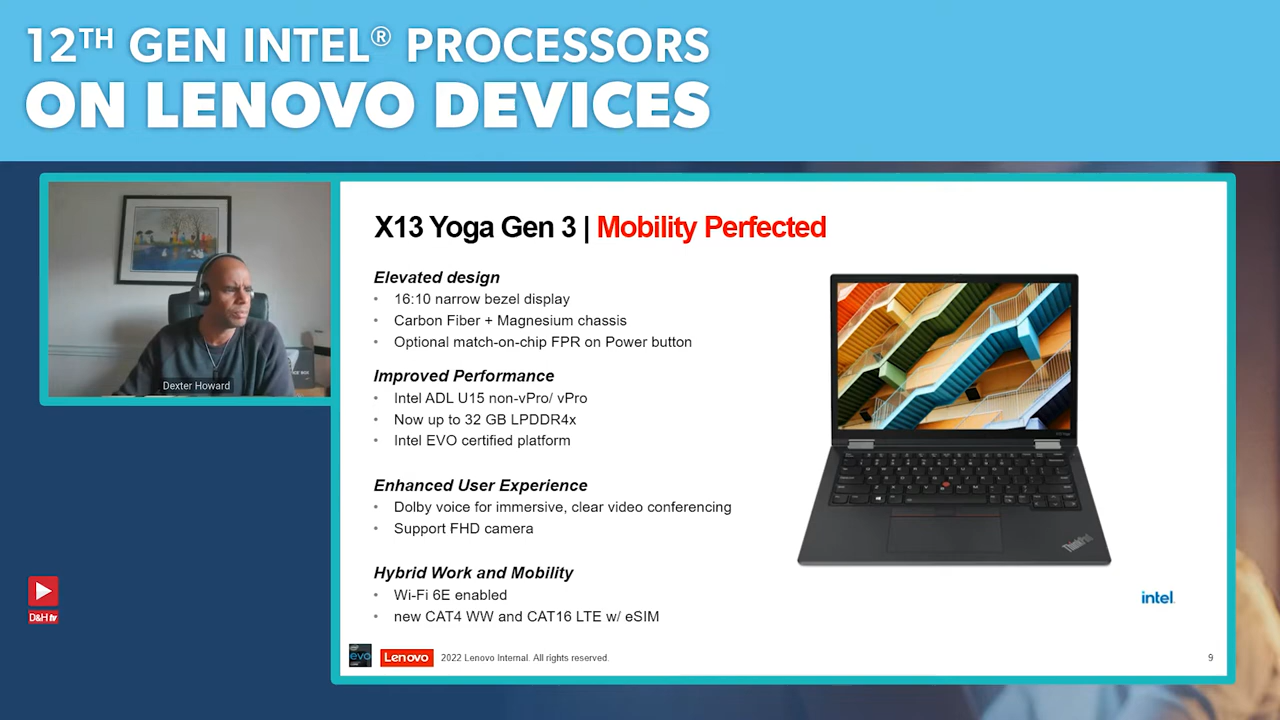 12TH GEN INTEL® PROCESSORS
ON LENOVO DEVICES
Dexter Howard
X13 Yoga Gen 3 | Mobility Perfected
Elevated design
• 16:10 narrow bezel display
• Carbon Fiber + Magnesium chassis
• Optional match-on-chip FPR on Power button
Improved Performance
• Intel ADL U15 non-vPro/ vPro
• Now up to 32 GB LPDDR4x
• Intel EVO certified platform
Enhanced User Experience
• Dolby voice for immersive, clear video conferencing
• Support FHD camera
Hybrid Work and Mobility
• Wi-Fi 6E enabled
• new CAT4 WW and CAT16 LTE w/ eSIM
ThinkPad
intel.
D&H tv
evo
Lenovo
2022 Lenovo Internal. All rights reserved.
9